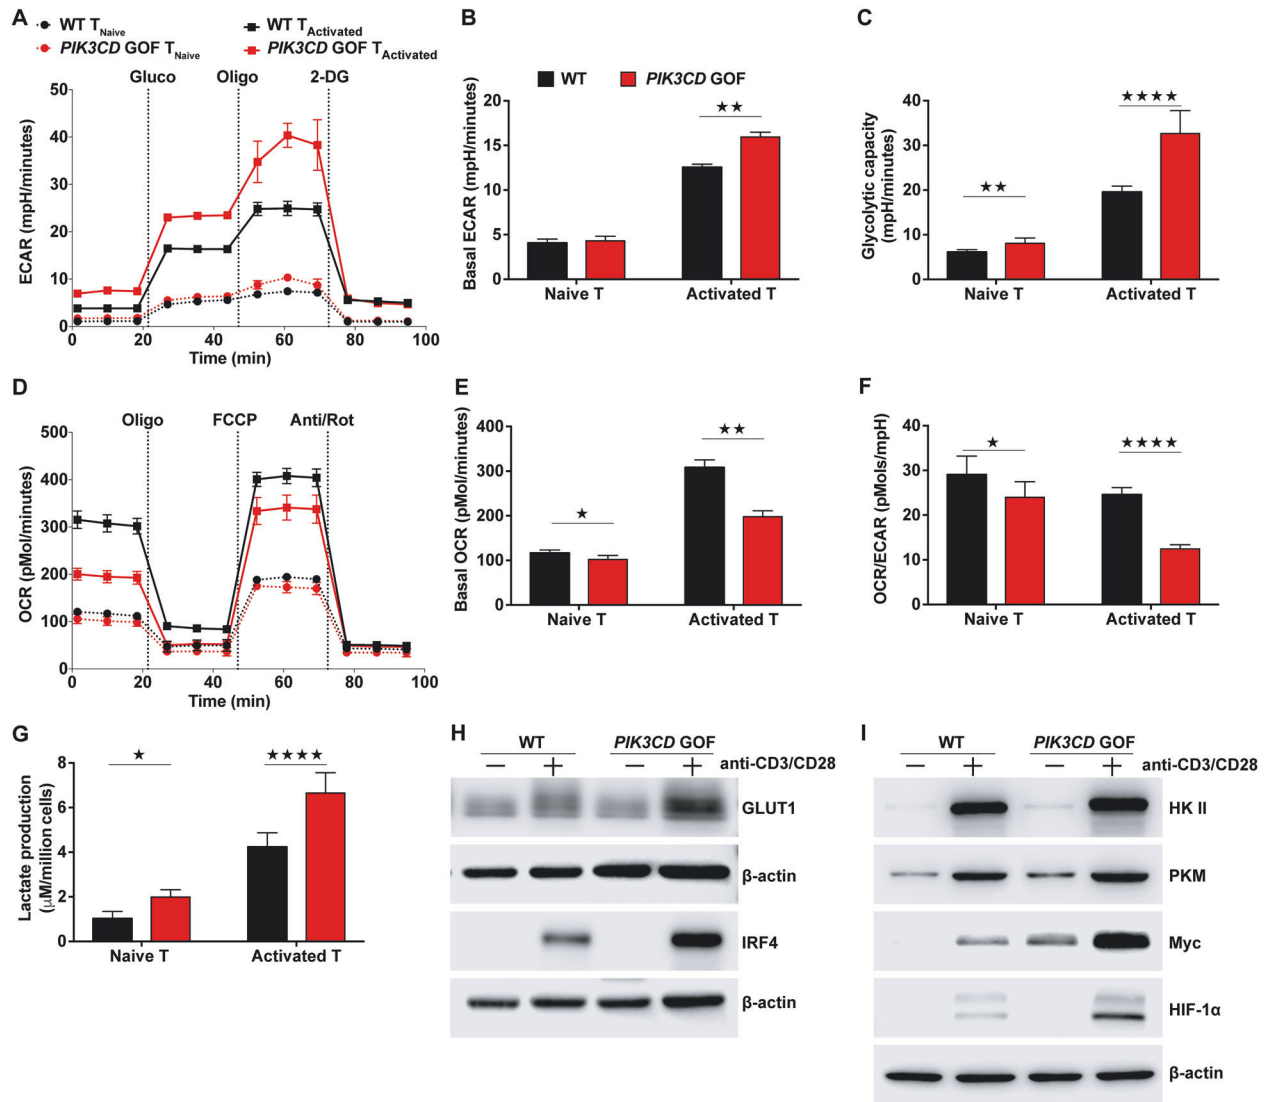 A
WT T Naive
WT T Activated
PIK3CD GOF T Naive
PIK3CD GOF T Activated
Gluco Oligo 2-DG
ECAR (mpH/minutes)
50
40
30
20
10
0
0 20 40 60 80 100
Time (min)
B
WT PIK3CD GOF
Basal ECAR (mpH/minutes)
20
15
10
5
0
★★
Naive T Activated T
C
Glycolytic capacity
(mpH/minutes)
40
30
20
10
0
★★
★★★★
Naive T Activated T
D
Oligo FCCP Anti/Rot
OCR (pMol/minutes)
500
400
300
200
100
0
0 20 40 60 80 100
Time (min)
E
Basal OCR (pMol/minutes)
400
300
200
100
0
★
★★
Naive T Activated T
F
OCR/ECAR (pMols/mpH)
40
30
20
10
0
★
★★★★
Naive T Activated T
G
Lactate production
(μM/million cells)
8
6
4
2
0
★
★★★★
Naive T Activated T
H
WT PIK3CD GOF
− + − + anti-CD3/CD28
GLUT1
β-actin
IRF4
β-actin
I
WT PIK3CD GOF
− + − + anti-CD3/CD28
HK II
PKM
Myc
HIF-1α
β-actin